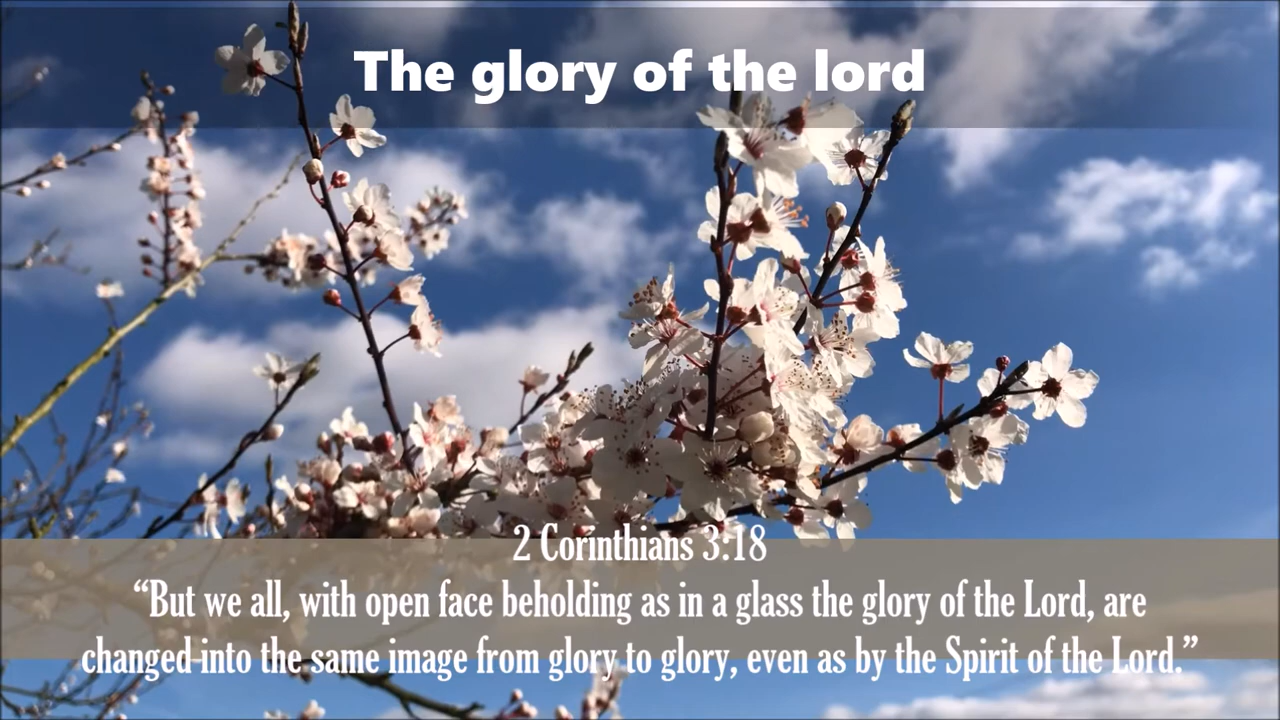 The glory of the lord
2 Corinthians 3:18
“But we all, with open face beholding as in a glass the glory of the Lord, are
changed into the same image from glory to glory, even as by the Spirit of the Lord.”